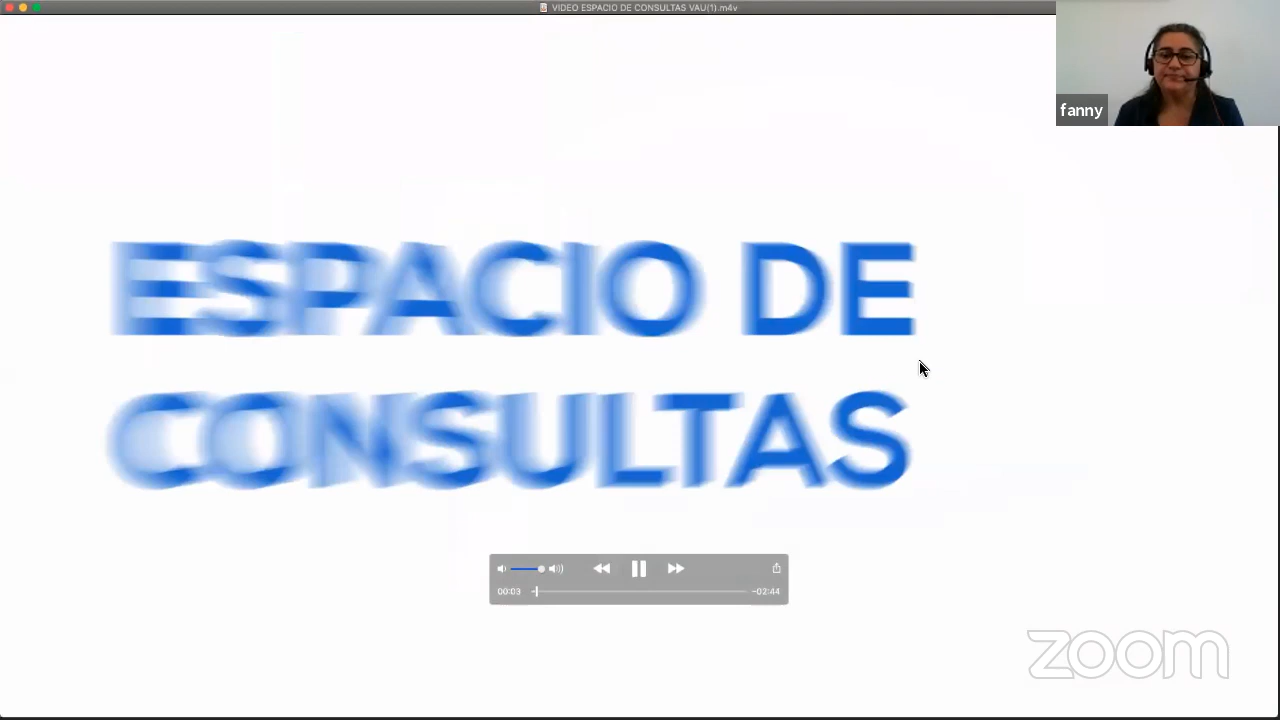 VIDEO ESPACIO DE CONSULTAS VAU(1).m4v
fanny
ESPACIO DE
CONSULTAS
00:03
-02:44
zoom